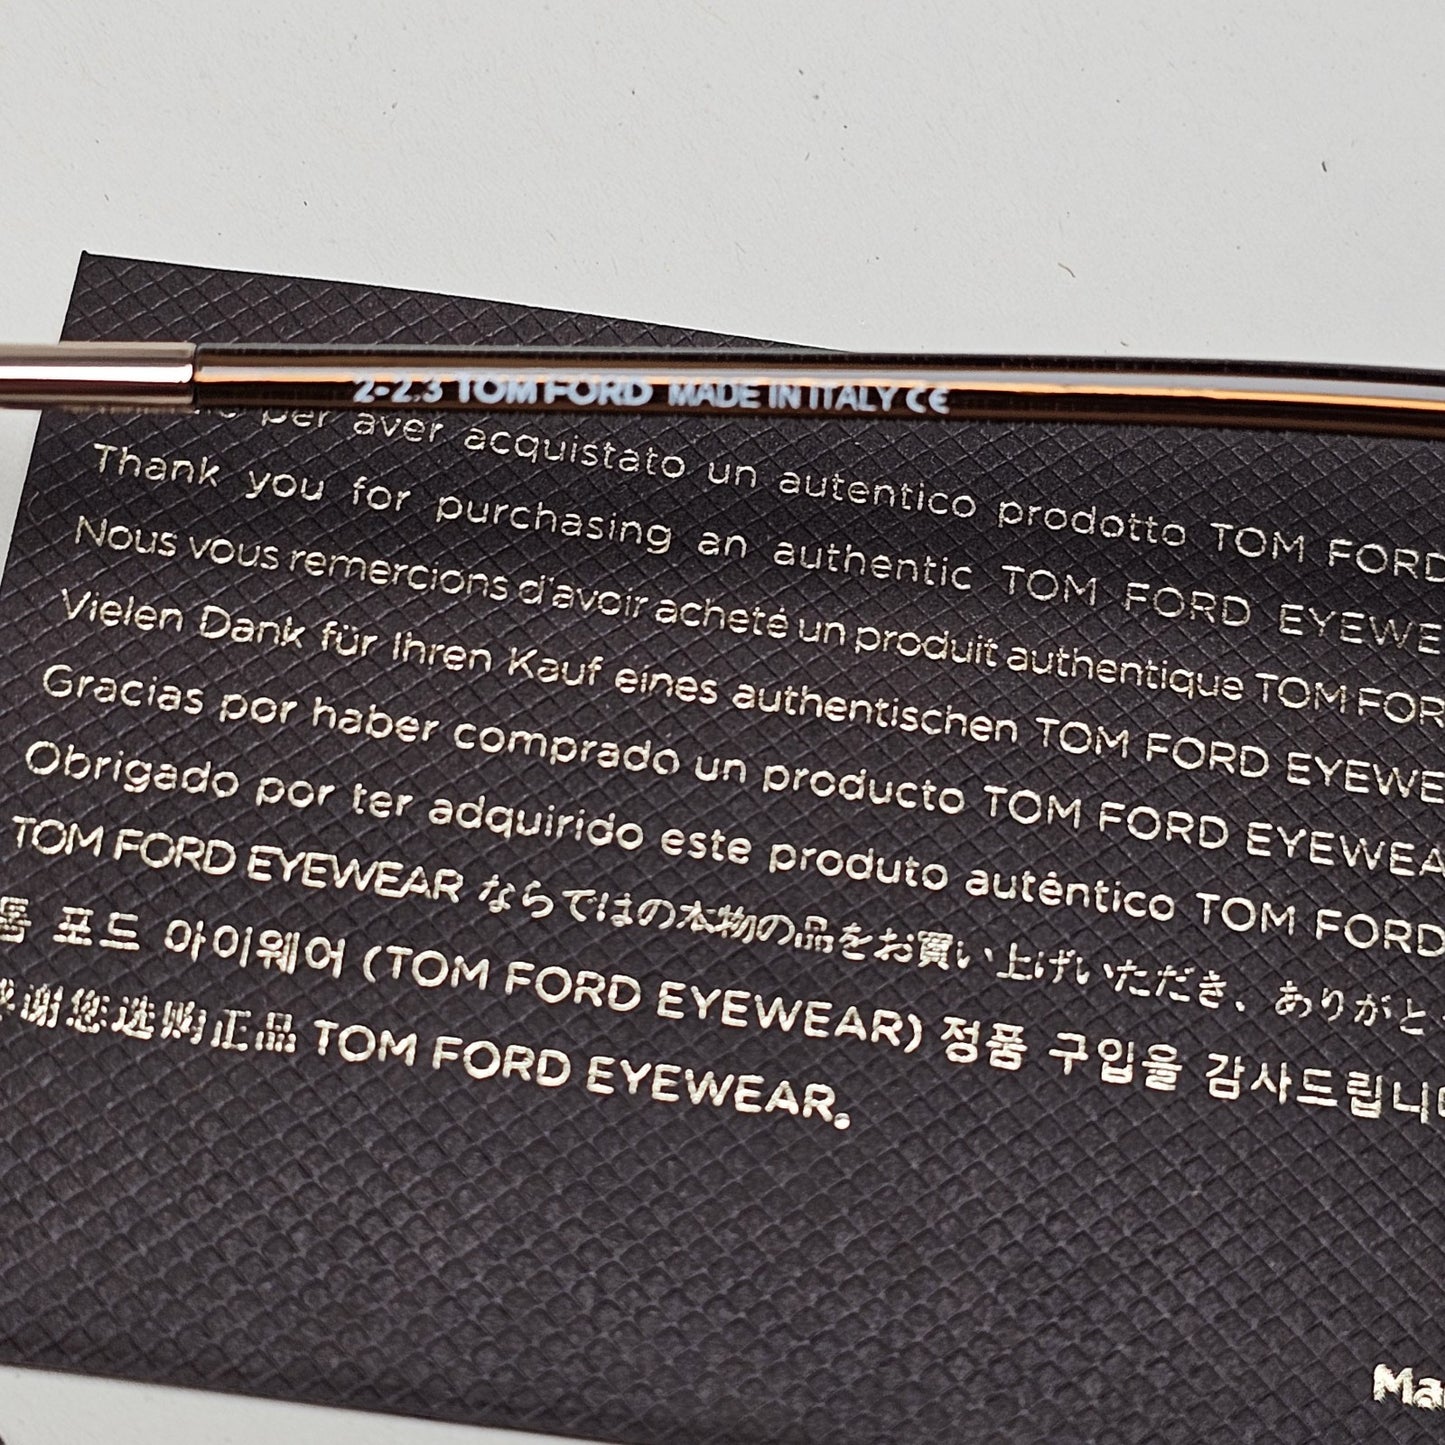 2-2.3 TOM FORD MADE IN ITALY CE
per aver acquistato un autentico prodotto TOM FORD
Thank you for purchasing an authentic TOM FORD EYEWE
Nous vous remercions d'avoir acheté un produit authentique TOM FOR
Vielen Dank für Ihren Kauf eines authentischen TOM FORD EYEWE
Gracias por haber comprado un producto TOM FORD EYEWEA
Obrigado por ter adquirido este produto autêntico TOM FORD
TOM FORD EYEWEAR ならではの本物の品をお買い上げいただき、ありがと
톰 포드 아이웨어 (TOM FORD EYEWEAR) 정품 구입을 감사드립니다
感谢您选购正品 TOM FORD EYEWEAR。
Ma